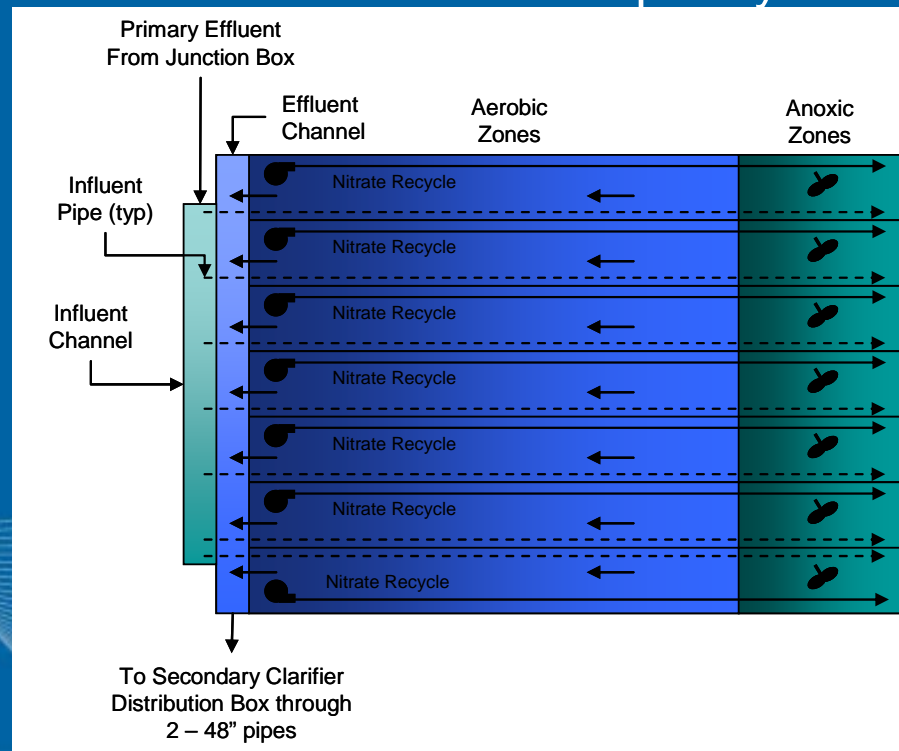 Primary Effluent
From Junction Box
Effluent
Channel
Aerobic
Zones
Anoxic
Zones
Influent
Pipe (typ)
Influent
Channel
Nitrate Recycle
Nitrate Recycle
Nitrate Recycle
Nitrate Recycle
Nitrate Recycle
Nitrate Recycle
Nitrate Recycle
To Secondary Clarifier
Distribution Box through
2 – 48” pipes